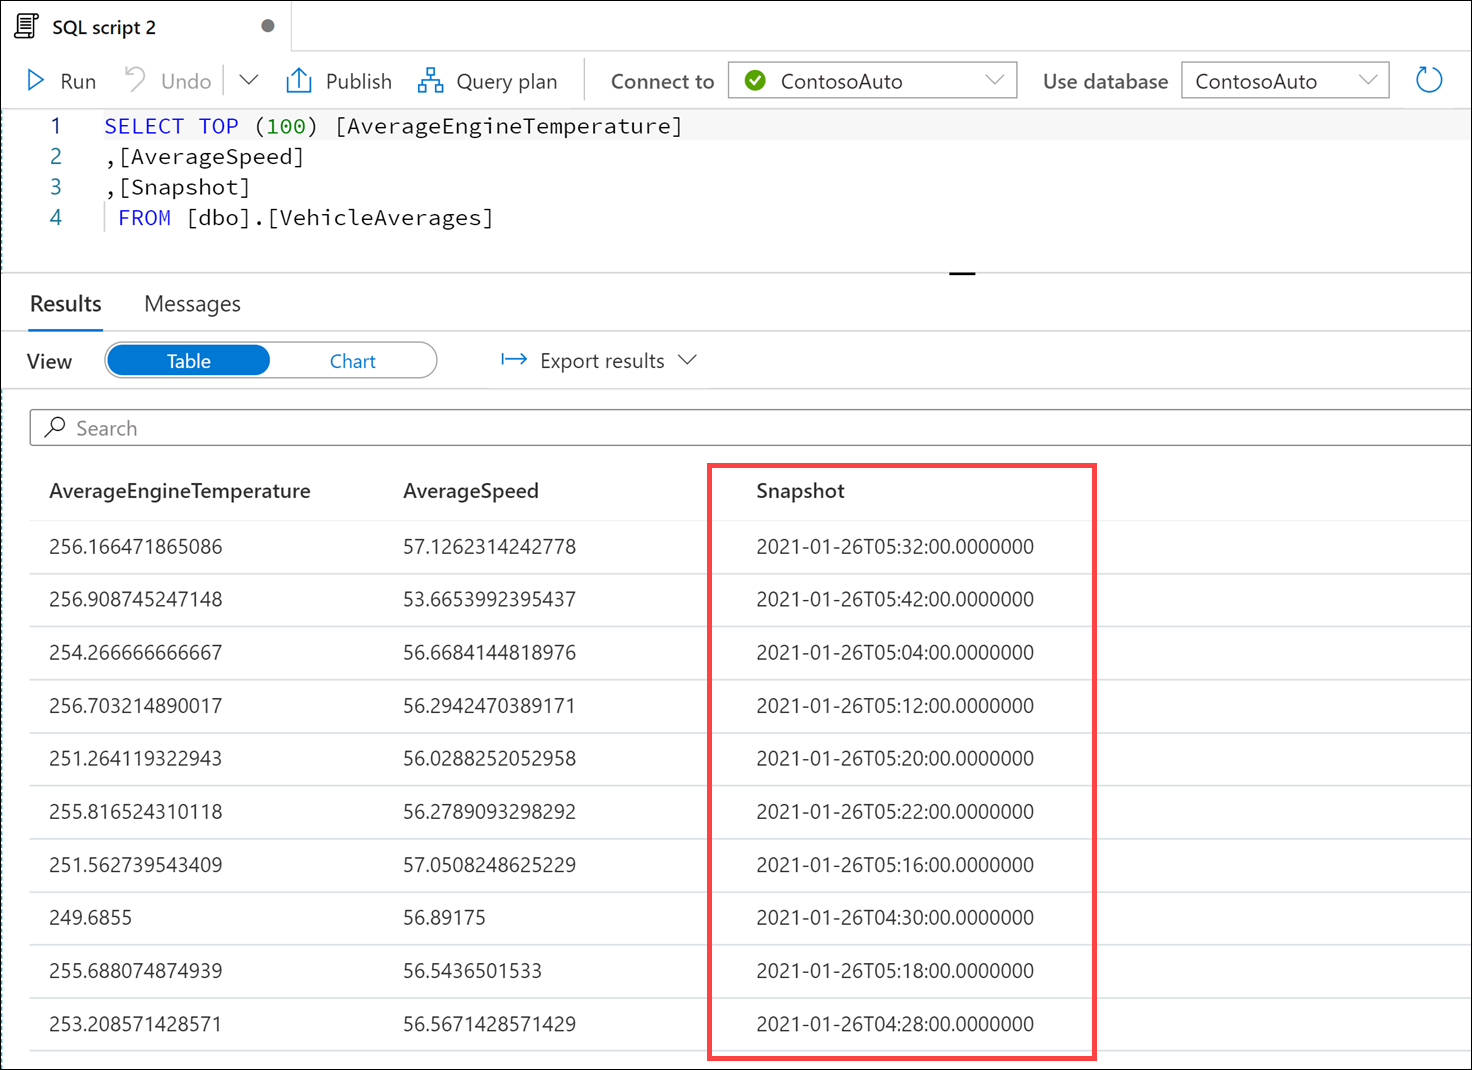 SQL script 2
Run Undo Publish Query plan Connect to ContosoAuto Use database ContosoAuto
1 SELECT TOP (100) [AverageEngineTemperature]
2 ,[AverageSpeed]
3 ,[Snapshot]
4 FROM [dbo].[VehicleAverages]
Results Messages
View Table Chart Export results
Search
AverageEngineTemperature AverageSpeed Snapshot
256.166471865086 57.1262314242778 2021-01-26T05:32:00.0000000
256.908745247148 53.6653992395437 2021-01-26T05:42:00.0000000
254.266666666667 56.6684144818976 2021-01-26T05:04:00.0000000
256.703214890017 56.2942470389171 2021-01-26T05:12:00.0000000
251.264119322943 56.0288252052958 2021-01-26T05:20:00.0000000
255.816524310118 56.2789093298292 2021-01-26T05:22:00.0000000
251.562739543409 57.0508248625229 2021-01-26T05:16:00.0000000
249.6855 56.89175 2021-01-26T04:30:00.0000000
255.688074874939 56.5436501533 2021-01-26T05:18:00.0000000
253.208571428571 56.5671428571429 2021-01-26T04:28:00.0000000